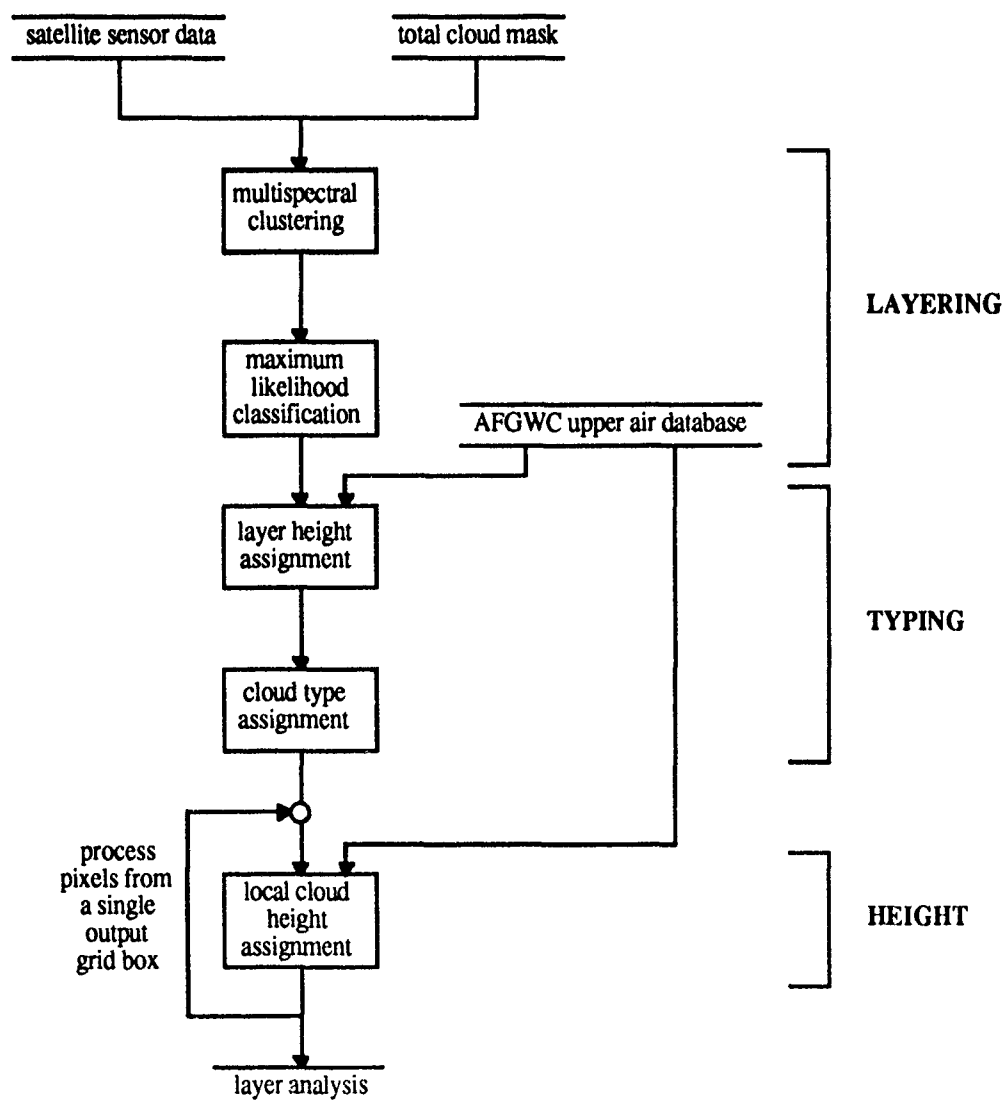 satellite sensor data
total cloud mask
multispectral
clustering
LAYERING
maximum
likelihood
classification
AFGWC upper air database
layer height
assignment
TYPING
cloud type
assignment
process
pixels from
a single
output
grid box
local cloud
height
assignment
HEIGHT
layer analysis